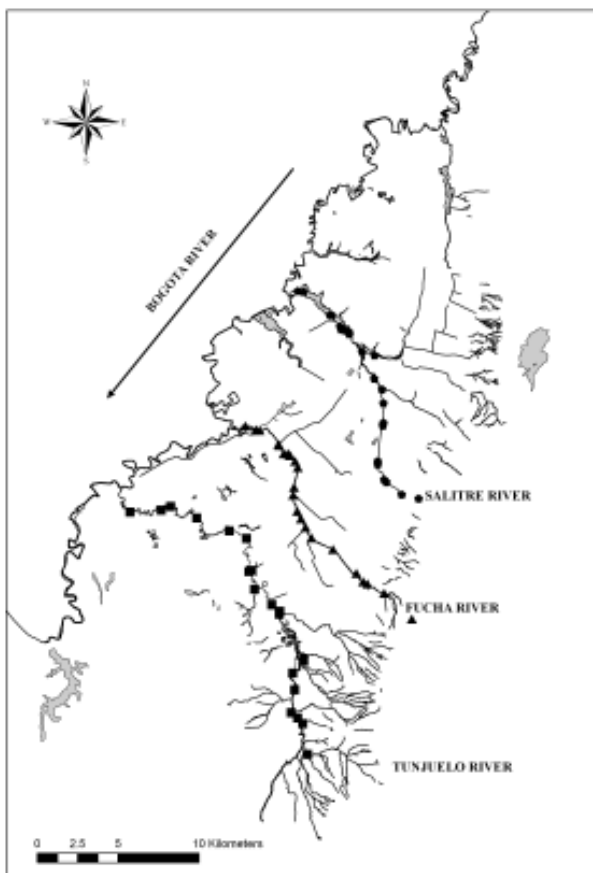 N
W E
S
BOGOTA RIVER
SALITRE RIVER
FUCHA RIVER
TUNJUELO RIVER
0 2.5 5 10 Kilometers